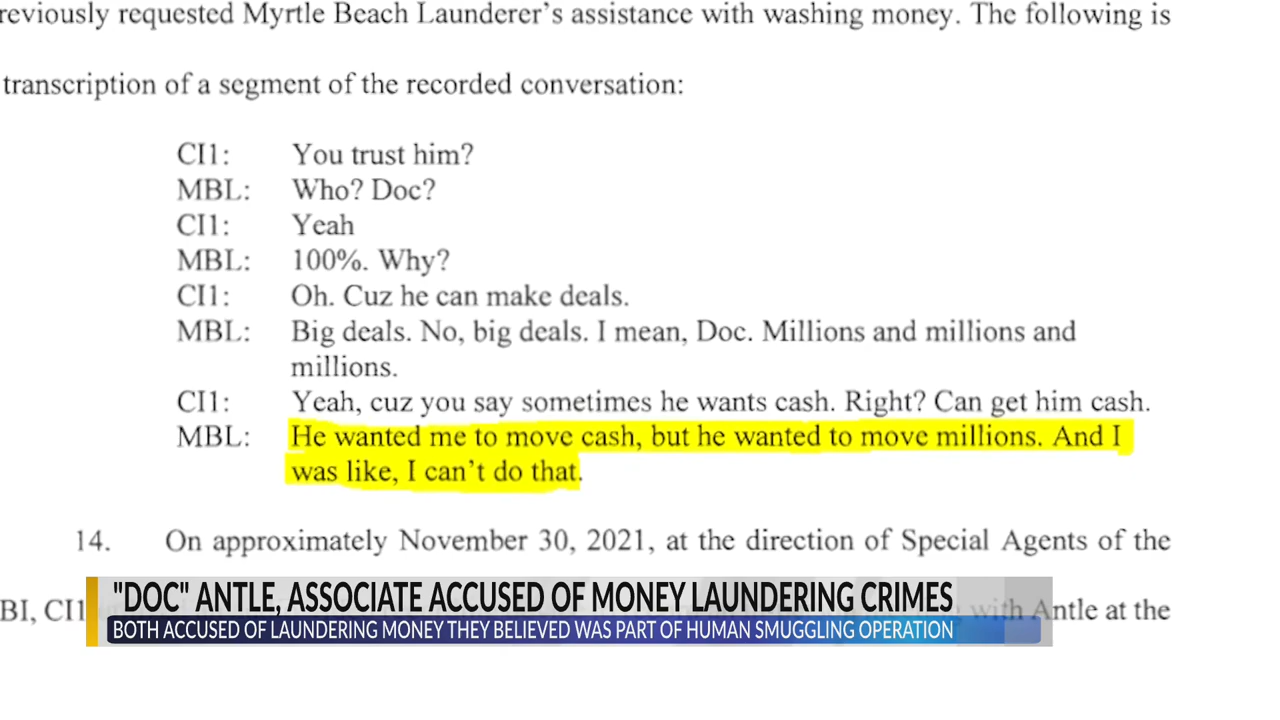 reviously requested Myrtle Beach Launderer's assistance with washing money. The following is
transcription of a segment of the recorded conversation:
CI1: You trust him?
MBL: Who? Doc?
CI1: Yeah
MBL: 100%. Why?
CI1: Oh. Cuz he can make deals.
MBL: Big deals. No, big deals. I mean, Doc. Millions and millions and
millions.
CI1: Yeah, cuz you say sometimes he wants cash. Right? Can get him cash.
MBL: He wanted me to move cash, but he wanted to move millions. And I
was like, I can't do that.
14. On approximately November 30, 2021, at the direction of Special Agents of the
BI, CI1 with Antle at the
"DOC" ANTLE, ASSOCIATE ACCUSED OF MONEY LAUNDERING CRIMES
BOTH ACCUSED OF LAUNDERING MONEY THEY BELIEVED WAS PART OF HUMAN SMUGGLING OPERATION